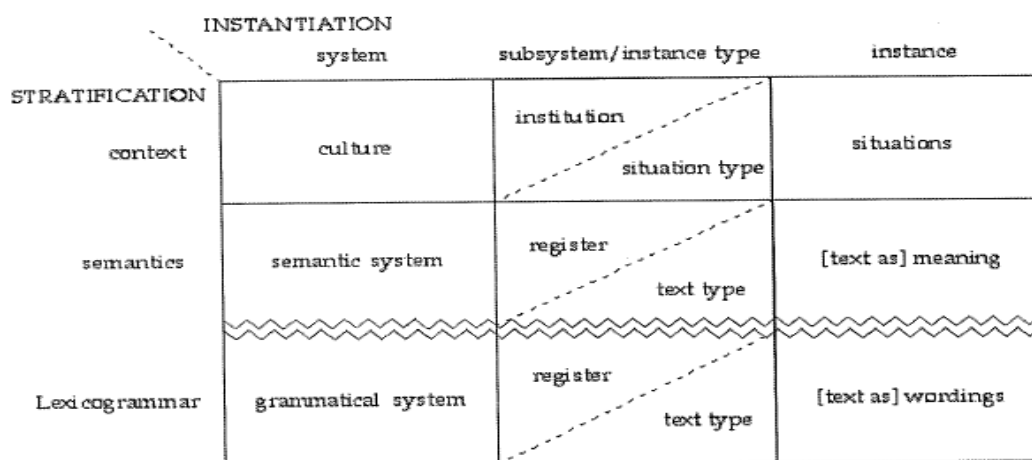 INSTANTIATION
system subsystem/instance type instance
STRATIFICATION
context culture institution situation type situations
semantics semantic system register text type [text as] meaning
Lexicogrammar grammatical system register text type [text as] wordings